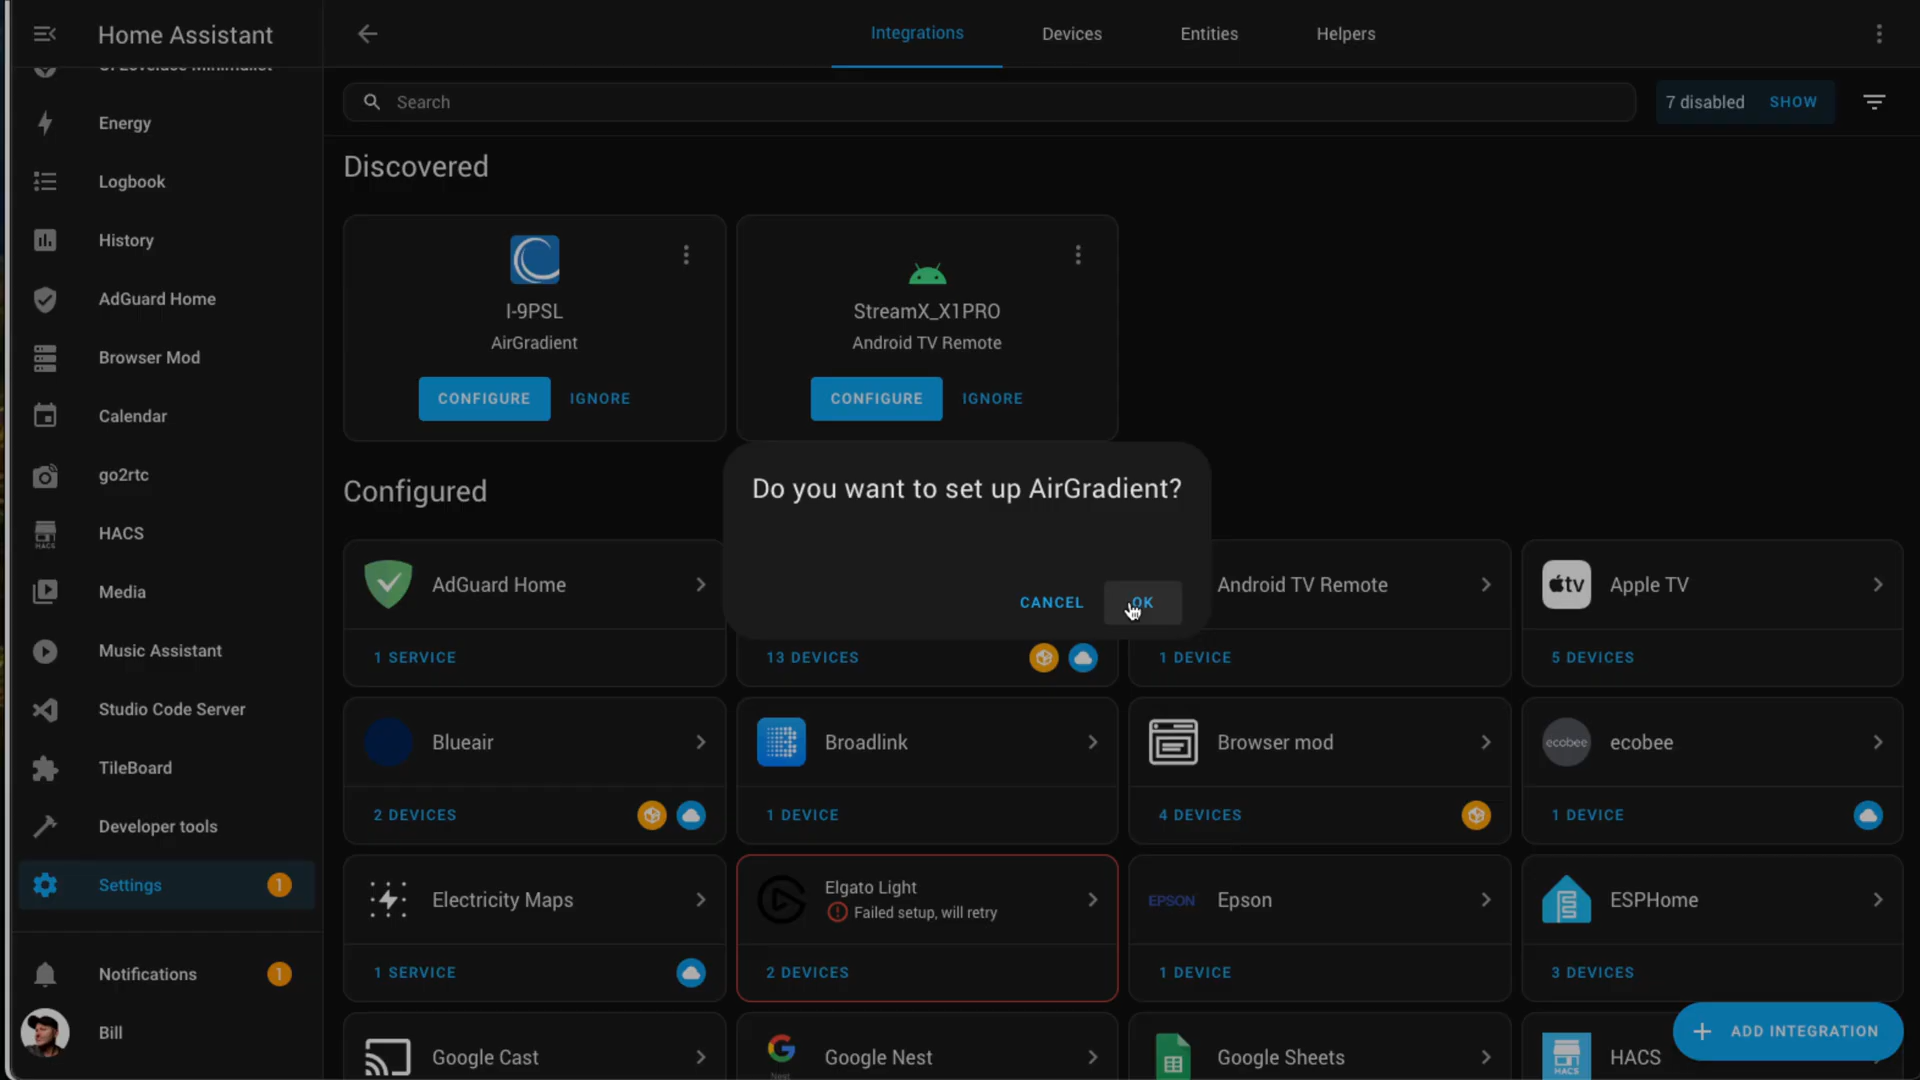 Home Assistant
Integrations
Devices
Entities
Helpers
Search
7 disabled
SHOW
Energy
Logbook
History
AdGuard Home
Browser Mod
Calendar
go2rtc
HACS
HACS
Media
Music Assistant
Studio Code Server
TileBoard
Developer tools
Settings
1
Notifications
1
Bill
Discovered
I-9PSL
AirGradient
CONFIGURE
IGNORE
StreamX_X1PRO
Android TV Remote
CONFIGURE
IGNORE
Do you want to set up AirGradient?
CANCEL
OK
Configured
AdGuard Home
1 SERVICE
13 DEVICES
Android TV Remote
1 DEVICE
tv
Apple TV
5 DEVICES
Blueair
2 DEVICES
Broadlink
1 DEVICE
Browser mod
4 DEVICES
ecobee
ecobee
1 DEVICE
Electricity Maps
1 SERVICE
Elgato Light
Failed setup, will retry
2 DEVICES
EPSON
Epson
1 DEVICE
ESPHome
3 DEVICES
Google Cast
Google Nest
Google Sheets
HACS
HACS
ADD INTEGRATION